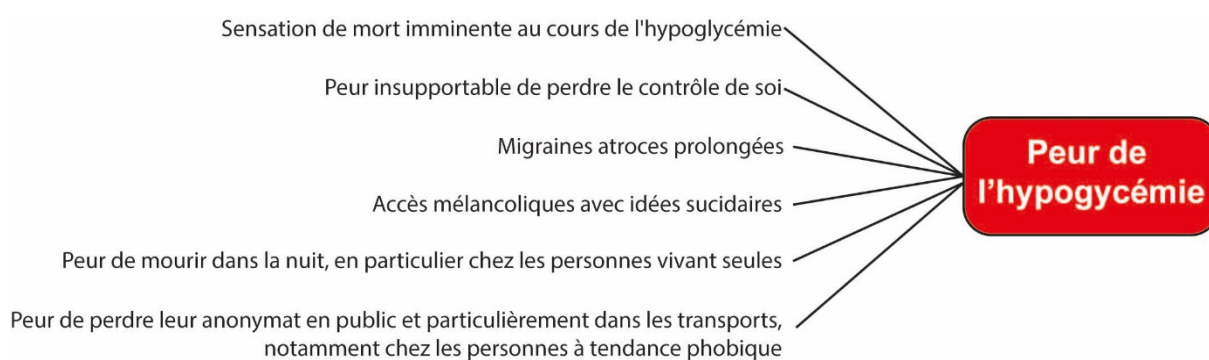 Sensation de mort imminente au cours de l'hypoglycémie
Peur insupportable de perdre le contrôle de soi
Migraines atroces prolongées
Accès mélancoliques avec idées sucidaires
Peur de mourir dans la nuit, en particulier chez les personnes vivant seules
Peur de perdre leur anonymat en public et particulièrement dans les transports,
notamment chez les personnes à tendance phobique
Peur de
l'hypogycémie